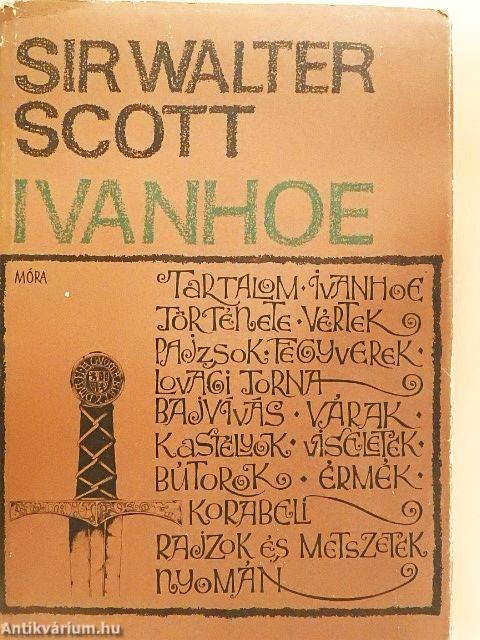 SIR WALTER
SCOTT
IVANHOE
MÓRA
TARTALOM · IVANHOE
TÖRTÉNETE · VÉRTEK
PAJZSOK · FEGYVEREK ·
LOVAGI TORNA
BAJVÍVÁS · VÁRAK ·
KASTÉLYOK · VISELETEK ·
BÚTOROK · ÉRMÉK ·
KORABELI
RAJZOK ÉS METSZETEK
NYOMÁN
Antikvárium.hu